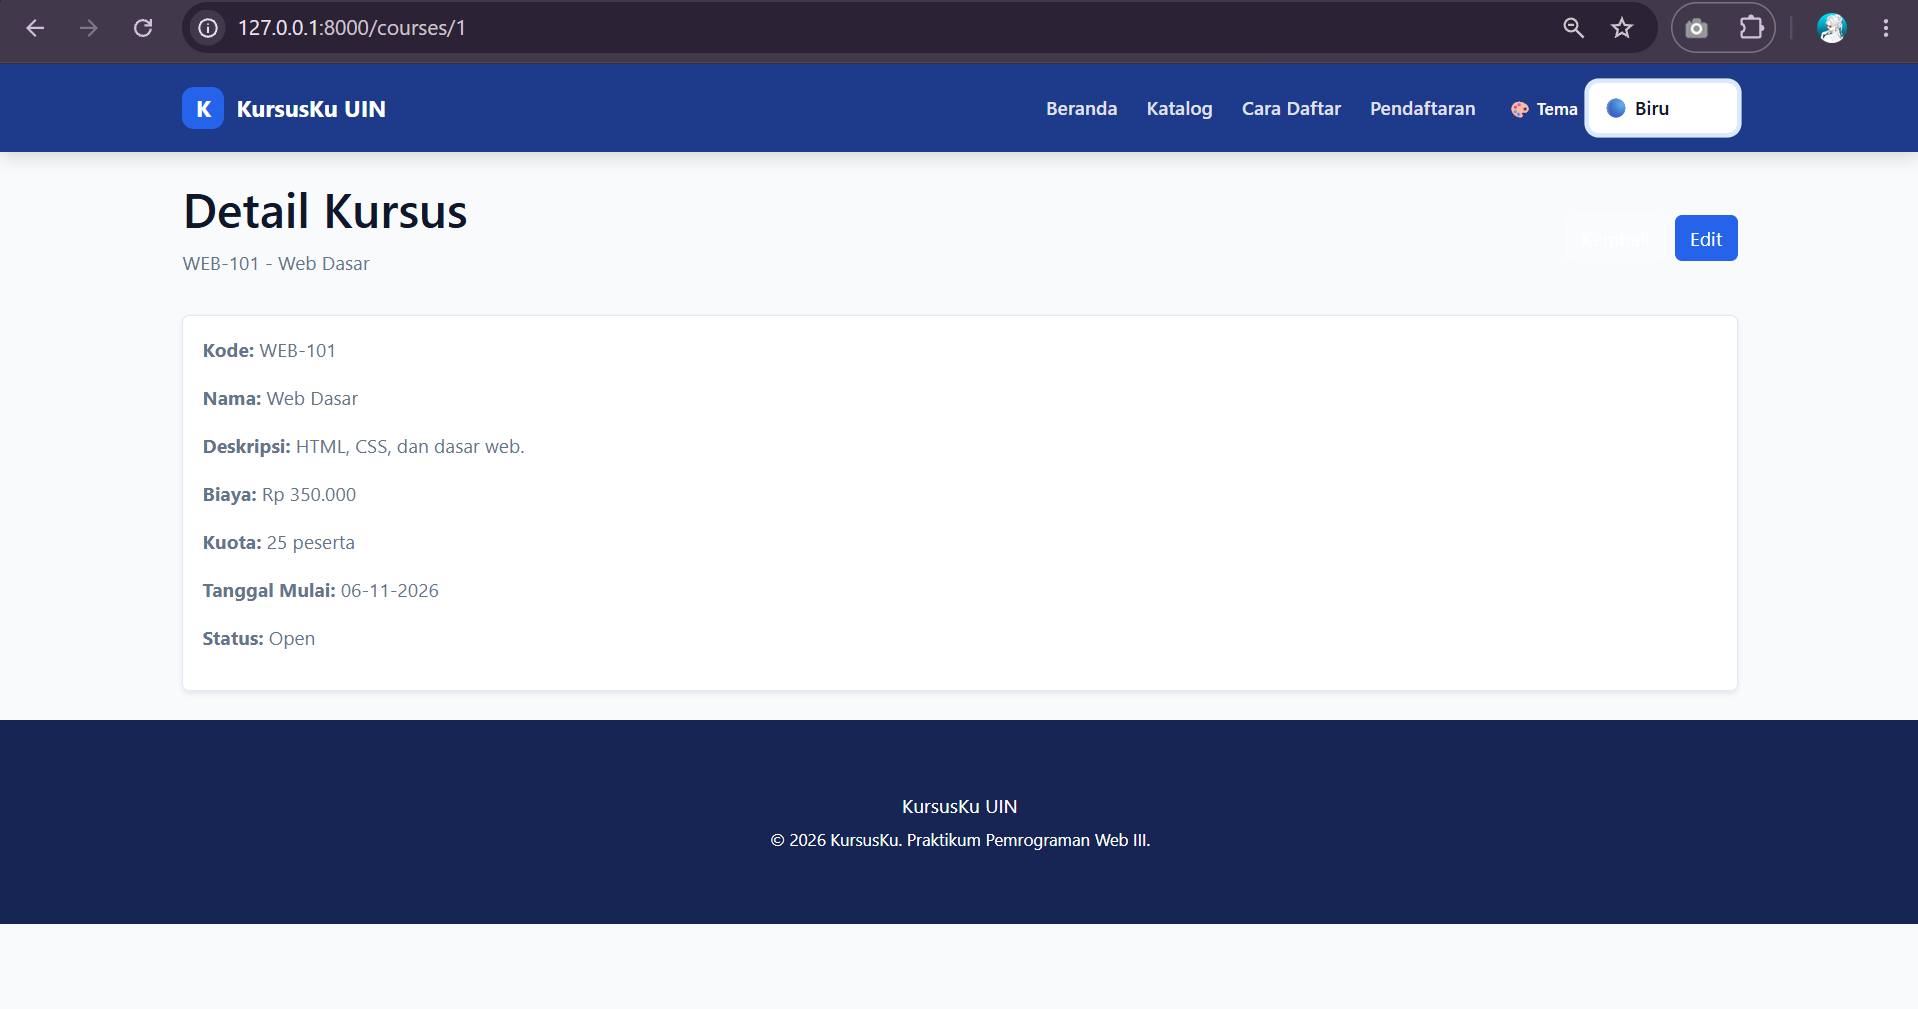 127.0.0.1:8000/courses/1
K KursusKu UIN
Beranda Katalog Cara Daftar Pendaftaran Tema Biru
Detail Kursus
WEB-101 - Web Dasar
Kembali Edit
Kode: WEB-101
Nama: Web Dasar
Deskripsi: HTML, CSS, dan dasar web.
Biaya: Rp 350.000
Kuota: 25 peserta
Tanggal Mulai: 06-11-2026
Status: Open
KursusKu UIN
© 2026 KursusKu. Praktikum Pemrograman Web III.